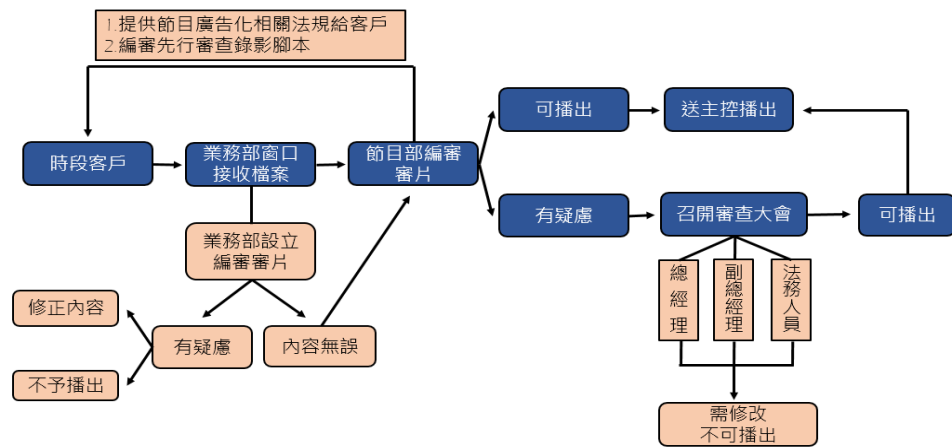 1.提供節目廣告化相關法規給客戶
2.編審先行審查錄影腳本
時段客戶
業務部窗口
接收檔案
節目部編審
審片
可播出
送主控播出
有疑慮
召開審查大會
可播出
業務部設立
編審審片
修正內容
不予播出
有疑慮
內容無誤
總經理
副總經理
法務人員
需修改
不可播出